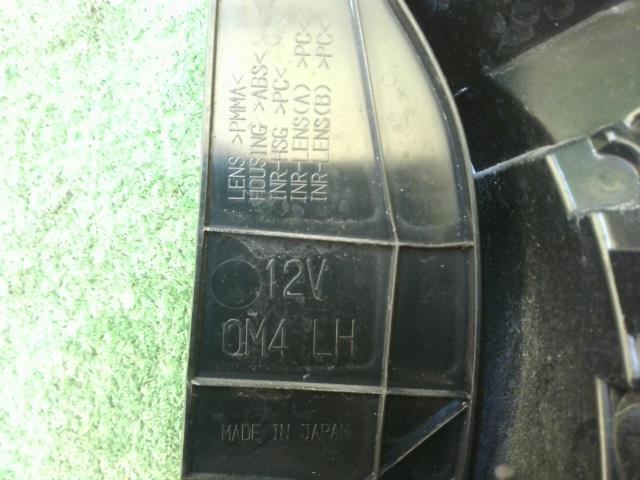 LENS >PMMA<
HOUSING >ABS<
INR-HSG >PC<
INR-LENS(A) >PC<
INR-LENS(B) >PC<
12V
QM4 LH
MADE IN JAPAN